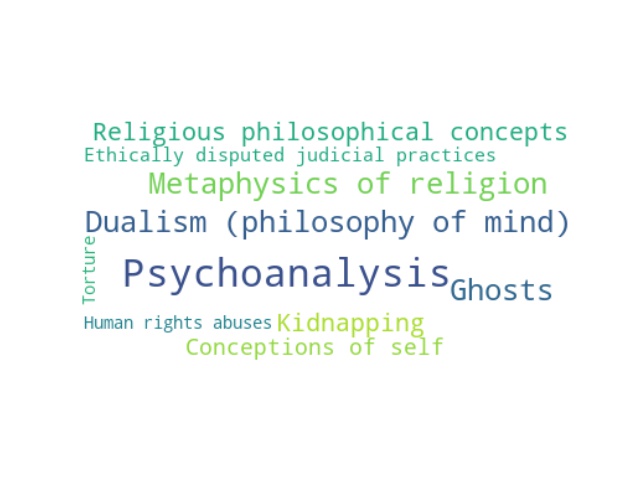 Religious philosophical concepts
Ethically disputed judicial practices
Metaphysics of religion
Dualism (philosophy of mind)
Torture
Psychoanalysis
Ghosts
Human rights abuses
Kidnapping
Conceptions of self